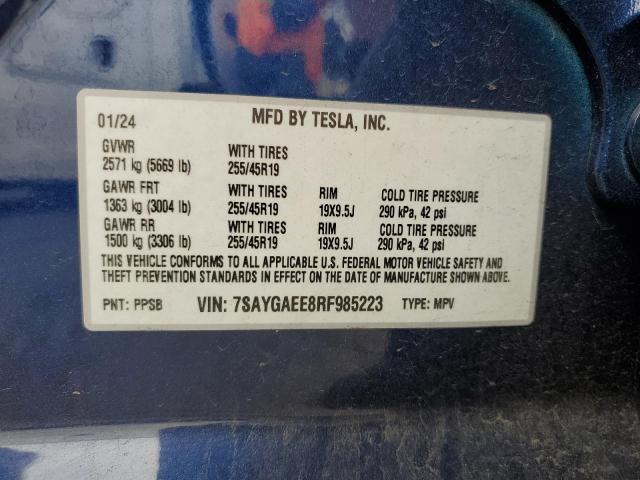 01/24 MFD BY TESLA, INC.
GVWR WITH TIRES
2571 kg (5669 lb) 255/45R19
GAWR FRT WITH TIRES RIM COLD TIRE PRESSURE
1363 kg (3004 lb) 255/45R19 19X9.5J 290 kPa, 42 psi
GAWR RR WITH TIRES RIM COLD TIRE PRESSURE
1500 kg (3306 lb) 255/45R19 19X9.5J 290 kPa, 42 psi
THIS VEHICLE CONFORMS TO ALL APPLICABLE U.S. FEDERAL MOTOR VEHICLE SAFETY AND
THEFT PREVENTION STANDARDS IN EFFECT ON THE DATE OF MANUFACTURE SHOWN ABOVE.
PNT: PPSB VIN: 7SAYGAEE8RF985223 TYPE: MPV